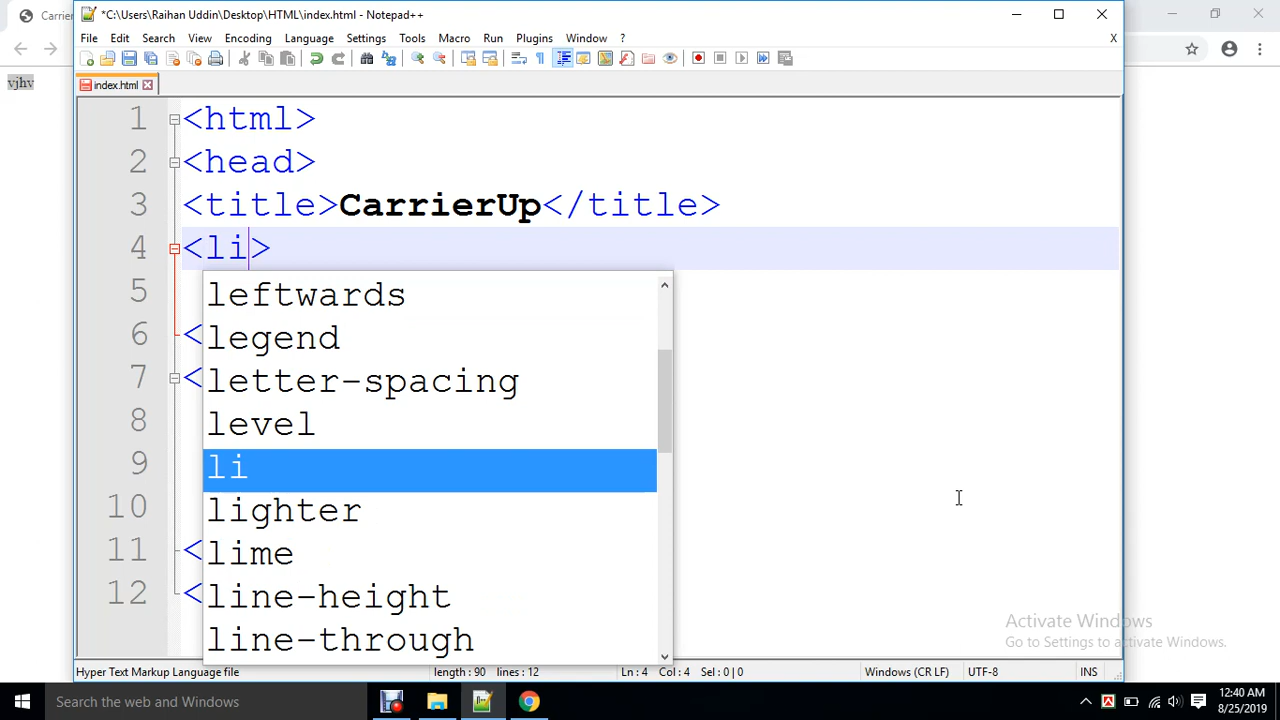 Carrie
*C:\Users\Raihan Uddin\Desktop\HTML\index.html - Notepad++
File Edit Search View Encoding Language Settings Tools Macro Run Plugins Window ? X
index.html
vjhv
1 <html>
2 <head>
3 <title>CarrierUp</title>
4 <li>
5 leftwards
6 < legend
7 < letter-spacing
8 level
9 li
10 lighter
11 < lime
12 < line-height
line-through
Activate Windows
Go to Settings to activate Windows.
Hyper Text Markup Language file length : 90 lines : 12 Ln : 4 Col : 4 Sel : 0 | 0 Windows (CR LF) UTF-8 INS
Search the web and Windows
12:40 AM
8/25/2019